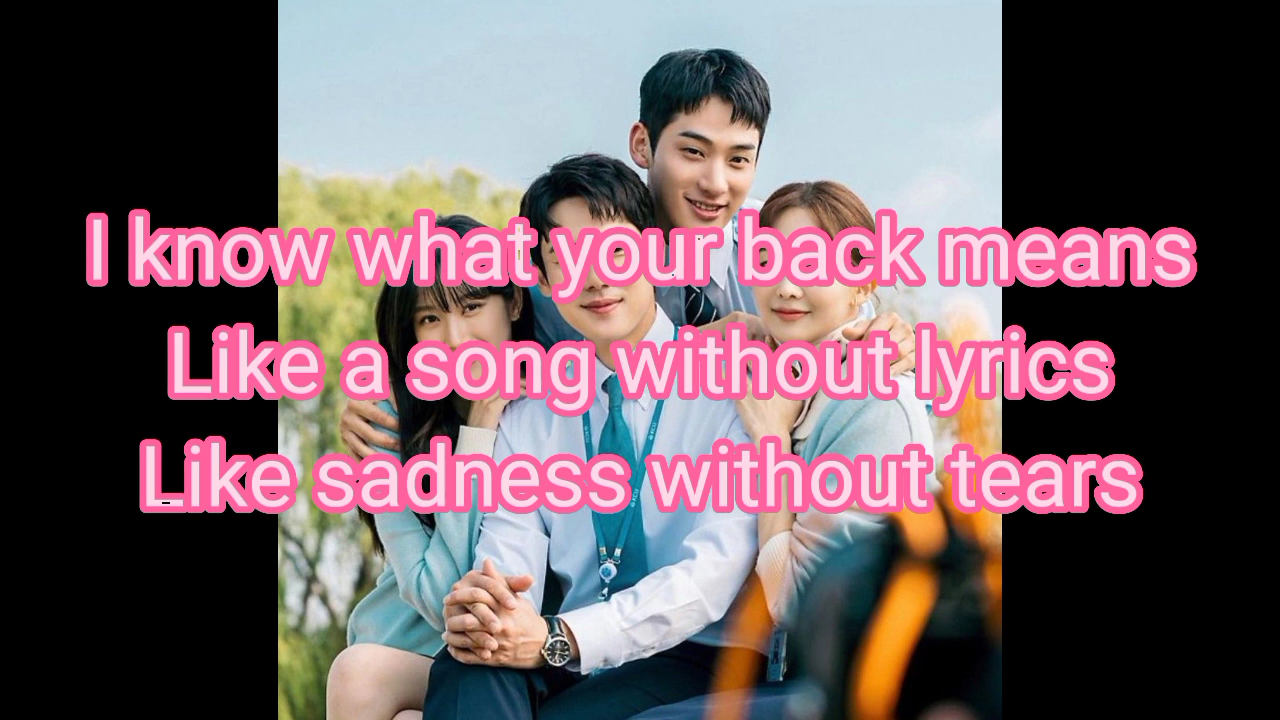 I know what your back means
Like a song without lyrics
Like sadness without tears